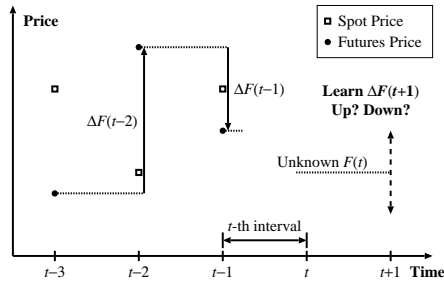 Price
Spot Price
Futures Price
ΔF(t−1)
Learn ΔF(t+1)
Up? Down?
ΔF(t−2)
Unknown F(t)
t-th interval
t−3
t−2
t−1
t
t+1
Time